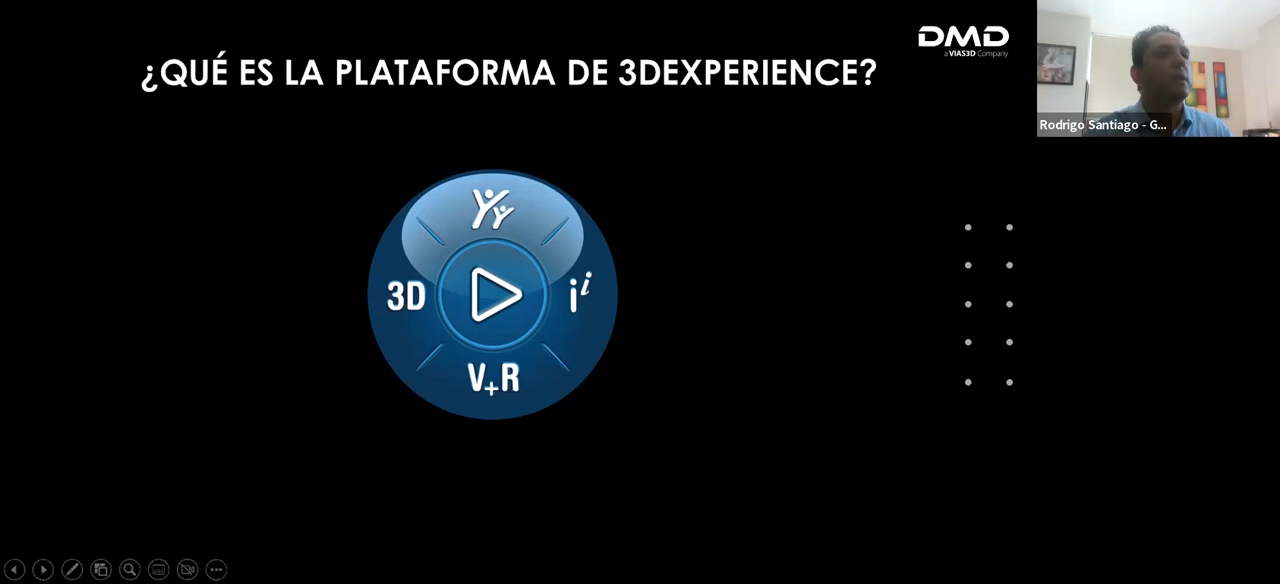 DMD
a VIAS3D Company
¿QUÉ ES LA PLATAFORMA DE 3DEXPERIENCE?
Rodrigo Santiago - G...
3D
i i
V+R